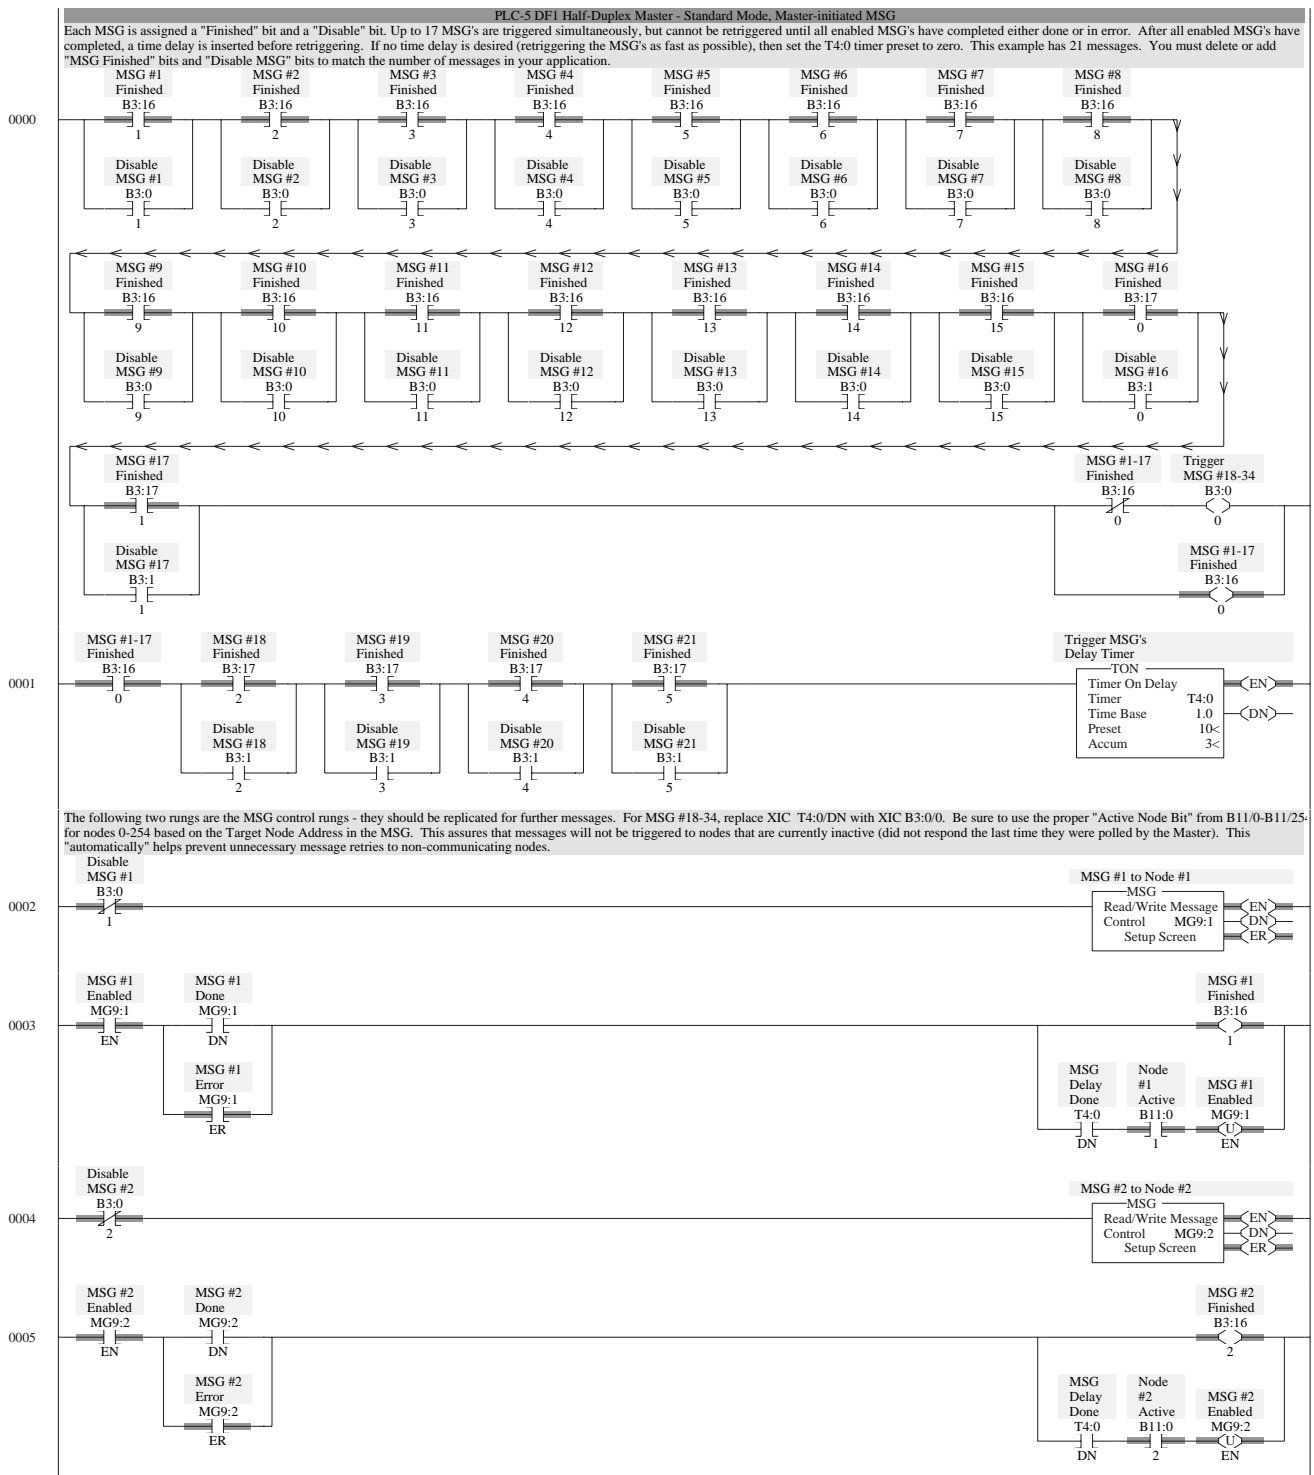 PLC-5 DF1 Half-Duplex Master - Standard Mode, Master-initiated MSG
Each MSG is assigned a "Finished" bit and a "Disable" bit. Up to 17 MSG's are triggered simultaneously, but cannot be retriggered until all enabled MSG's have completed either done or in error.  After all enabled MSG's have
completed, a time delay is inserted before retriggering.  If no time delay is desired (retriggering the MSG's as fast as possible), then set the T4:0 timer preset to zero.  This example has 21 messages.  You must delete or add
"MSG Finished" bits and "Disable MSG" bits to match the number of messages in your application.
MSG #1 MSG #2 MSG #3 MSG #4 MSG #5 MSG #6 MSG #7 MSG #8
Finished Finished Finished Finished Finished Finished Finished Finished
B3:16 B3:16 B3:16 B3:16 B3:16 B3:16 B3:16 B3:16
0000
1 2 3 4 5 6 7 8
Disable Disable Disable Disable Disable Disable Disable Disable
MSG #1 MSG #2 MSG #3 MSG #4 MSG #5 MSG #6 MSG #7 MSG #8
B3:0 B3:0 B3:0 B3:0 B3:0 B3:0 B3:0 B3:0
1 2 3 4 5 6 7 8
MSG #9 MSG #10 MSG #11 MSG #12 MSG #13 MSG #14 MSG #15 MSG #16
Finished Finished Finished Finished Finished Finished Finished Finished
B3:16 B3:16 B3:16 B3:16 B3:16 B3:16 B3:16 B3:17
9 10 11 12 13 14 15 0
Disable Disable Disable Disable Disable Disable Disable Disable
MSG #9 MSG #10 MSG #11 MSG #12 MSG #13 MSG #14 MSG #15 MSG #16
B3:0 B3:0 B3:0 B3:0 B3:0 B3:0 B3:0 B3:1
9 10 11 12 13 14 15 0
MSG #17 MSG #1-17 Trigger
Finished Finished MSG #18-34
B3:17 B3:16 B3:0
1 0 0
Disable MSG #1-17
MSG #17 Finished
B3:1 B3:16
1 0
MSG #1-17 MSG #18 MSG #19 MSG #20 MSG #21 Trigger MSG's
Finished Finished Finished Finished Finished Delay Timer
B3:16 B3:17 B3:17 B3:17 B3:17 TON
0001 Timer On Delay EN
0 2 3 4 5 Timer T4:0
Disable Disable Disable Disable Time Base 1.0 DN
MSG #18 MSG #19 MSG #20 MSG #21 Preset 10<
B3:1 B3:1 B3:1 B3:1 Accum 3<
2 3 4 5
The following two rungs are the MSG control rungs - they should be replicated for further messages.  For MSG #18-34, replace XIC  T4:0/DN with XIC B3:0/0.  Be sure to use the proper "Active Node Bit" from B11/0-B11/254
for nodes 0-254 based on the Target Node Address in the MSG.  This assures that messages will not be triggered to nodes that are currently inactive (did not respond the last time they were polled by the Master).  This
"automatically" helps prevent unnecessary message retries to non-communicating nodes.
Disable
MSG #1 MSG #1 to Node #1
B3:0 MSG
0002 Read/Write Message EN
1 Control MG9:1 DN
Setup Screen ER
MSG #1 MSG #1 MSG #1
Enabled Done Finished
MG9:1 MG9:1 B3:16
0003
EN DN 1
MSG #1 MSG Node
Error Delay #1 MSG #1
MG9:1 Done Active Enabled
T4:0 B11:0 MG9:1
U
ER DN 1 EN
Disable
MSG #2 MSG #2 to Node #2
B3:0 MSG
0004 Read/Write Message EN
2 Control MG9:2 DN
Setup Screen ER
MSG #2 MSG #2 MSG #2
Enabled Done Finished
MG9:2 MG9:2 B3:16
0005
EN DN 2
MSG #2 MSG Node
Error Delay #2 MSG #2
MG9:2 Done Active Enabled
T4:0 B11:0 MG9:2
U
ER DN 2 EN